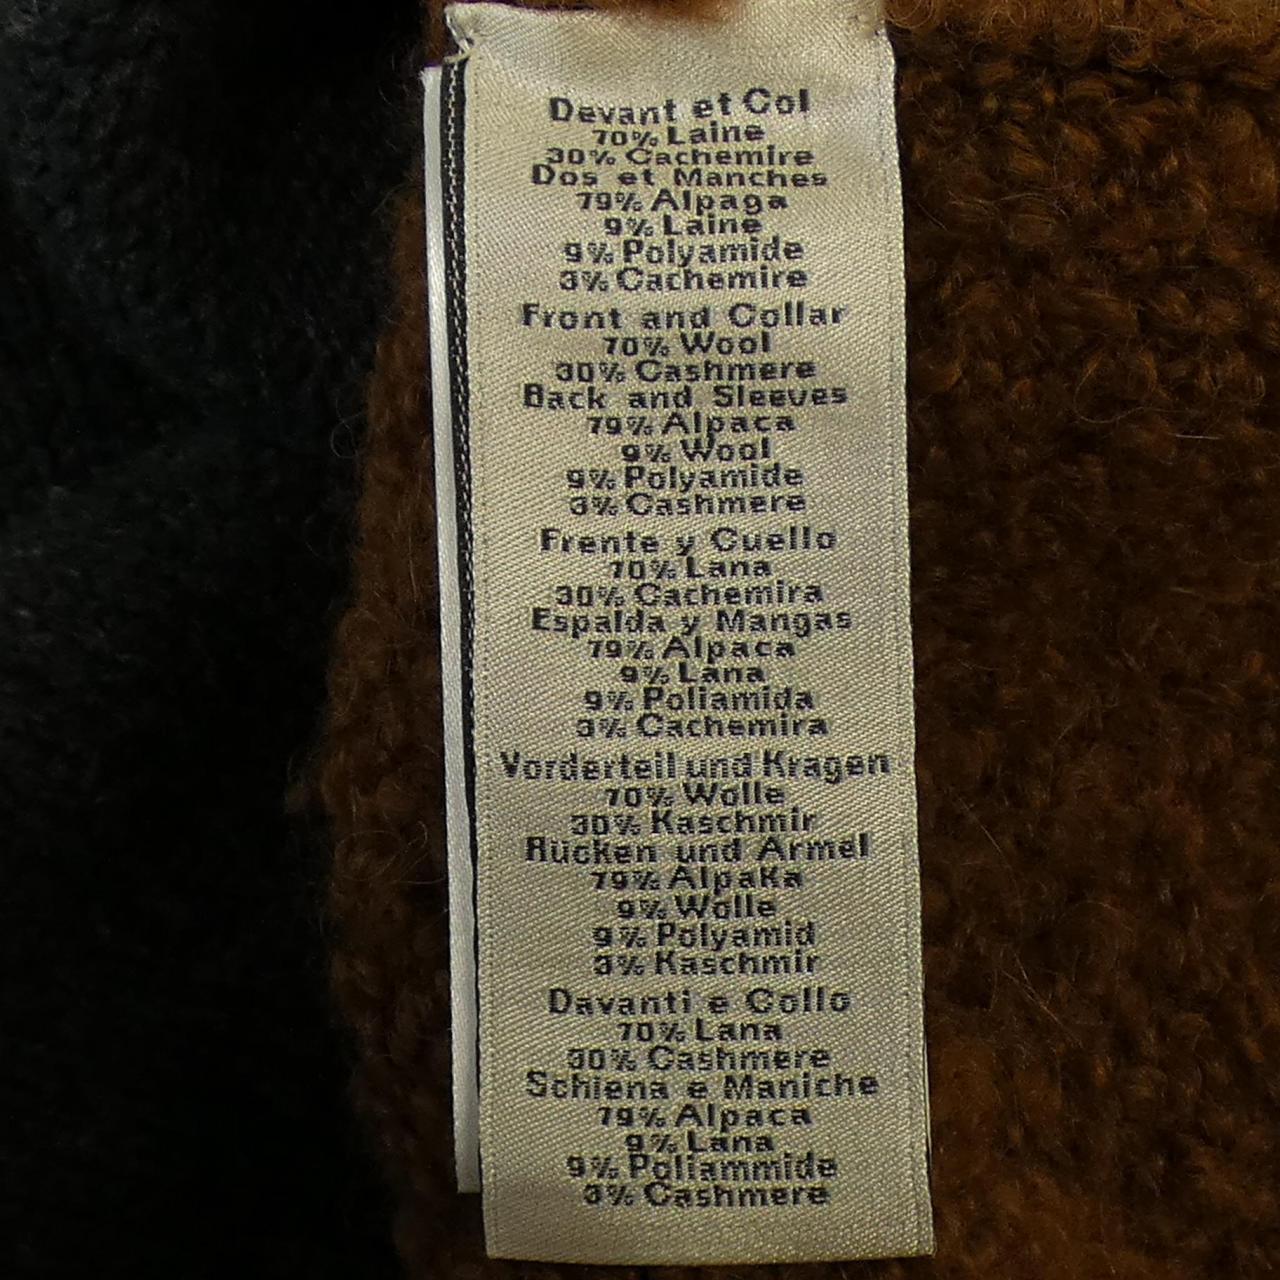 Devant et Col
70% Laine
30% Cachemire
Dos et Manches
79% Alpaga
9% Laine
9% Polyamide
3% Cachemire
Front and Collar
70% Wool
30% Cashmere
Back and Sleeves
79% Alpaca
9% Wool
9% Polyamide
3% Cashmere
Frente y Cuello
70% Lana
30% Cachemira
Espalda y Mangas
79% Alpaca
9% Lana
9% Poliamida
3% Cachemira
Vorderteil und Kragen
70% Wolle
30% Kaschmir
Rücken und Armel
79% Alpaka
9% Wolle
9% Polyamid
3% Kaschmir
Davanti e Collo
70% Lana
30% Cashmere
Schiena e Maniche
79% Alpaca
9% Lana
9% Poliammide
3% Cashmere